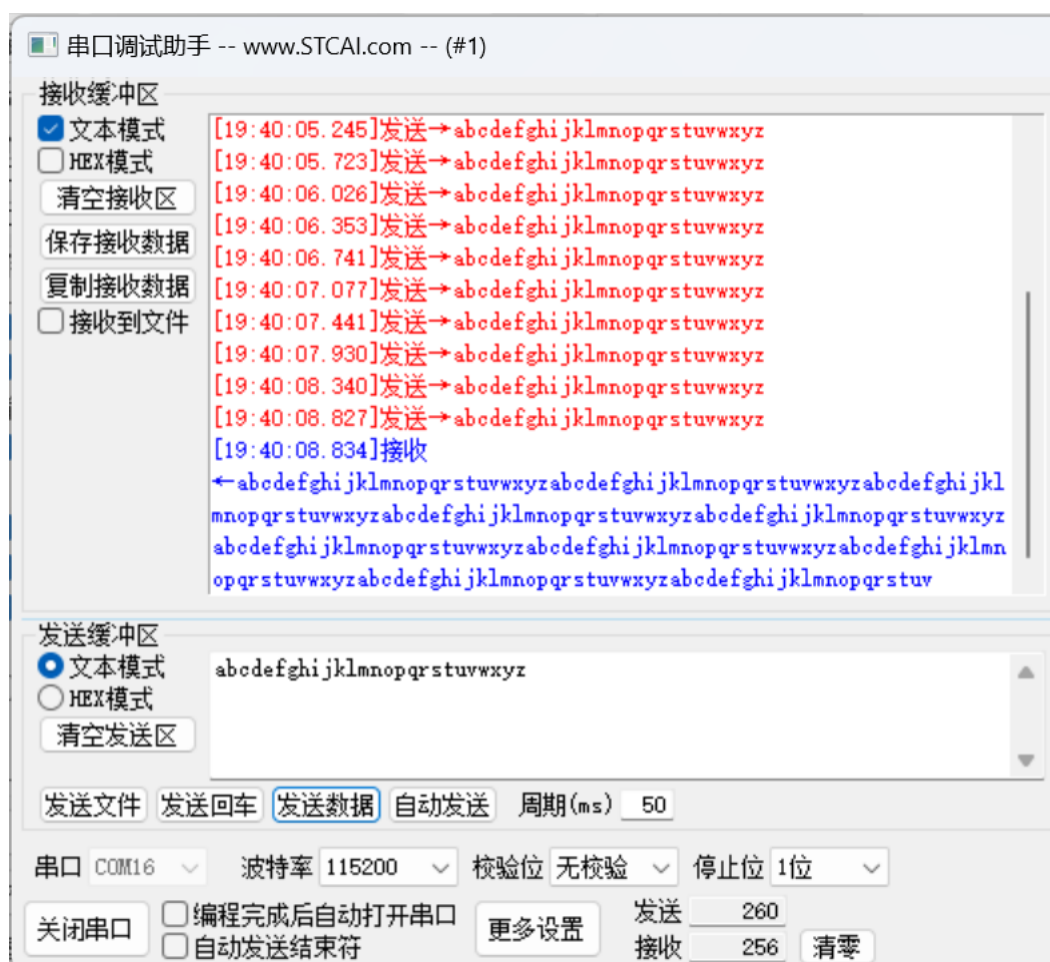 串口调试助手 -- www.STCAI.com -- (#1)
接收缓冲区
文本模式
HEX模式
清空接收区
保存接收数据
复制接收数据
接收到文件
[19:40:05.245]发送→abcdefghijklmnopqrstuvwxyz
[19:40:05.723]发送→abcdefghijklmnopqrstuvwxyz
[19:40:06.026]发送→abcdefghijklmnopqrstuvwxyz
[19:40:06.353]发送→abcdefghijklmnopqrstuvwxyz
[19:40:06.741]发送→abcdefghijklmnopqrstuvwxyz
[19:40:07.077]发送→abcdefghijklmnopqrstuvwxyz
[19:40:07.441]发送→abcdefghijklmnopqrstuvwxyz
[19:40:07.930]发送→abcdefghijklmnopqrstuvwxyz
[19:40:08.340]发送→abcdefghijklmnopqrstuvwxyz
[19:40:08.827]发送→abcdefghijklmnopqrstuvwxyz
[19:40:08.834]接收
←abcdefghijklmnopqrstuvwxyzabcdefghijklmnopqrstuvwxyzabcdefghijkl
mnopqrstuvwxyzabcdefghijklmnopqrstuvwxyzabcdefghijklmnopqrstuvwxyz
abcdefghijklmnopqrstuvwxyzabcdefghijklmnopqrstuvwxyzabcdefghijklmn
opqrstuvwxyzabcdefghijklmnopqrstuvwxyzabcdefghijklmnopqrstuv
发送缓冲区
文本模式
HEX模式
清空发送区
abcdefghijklmnopqrstuvwxyz
发送文件 发送回车 发送数据 自动发送 周期(ms) 50
串口 COM16 波特率 115200 校验位 无校验 停止位 1位
关闭串口
编程完成后自动打开串口
自动发送结束符
更多设置
发送 260
接收 256 清零